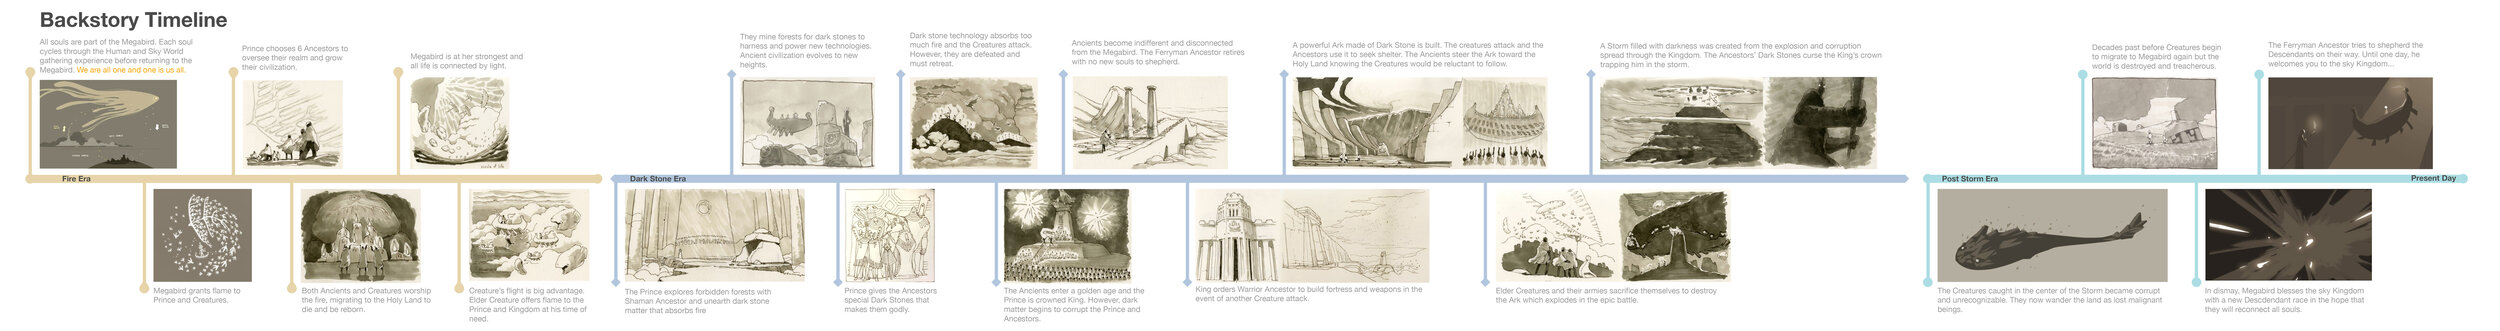 Backstory Timeline
All souls are part of the Megabird. Each soul
cycles through the Human and Sky World
gathering experience before returning to the
Megabird. We are all one and one is us all.
Prince chooses 6 Ancestors to
oversee their realm and grow
their civilization.
Megabird is at her strongest and
all life is connected by light.
They mine forests for dark stones to
harness and power new technologies.
Ancient civilization evolves to new
heights.
Dark stone technology absorbs too
much fire and the Creatures attack.
However, they are defeated and
must retreat.
Ancients become indifferent and disconnected
from the Megabird. The Ferryman Ancestor retires
with no new souls to shepherd.
A powerful Ark made of Dark Stone is built. The creatures attack and the
Ancestors use it to seek shelter. The Ancients steer the Ark toward the
Holy Land knowing the Creatures would be reluctant to follow.
A Storm filled with darkness was created from the explosion and corruption
spread through the Kingdom. The Ancestors' Dark Stones curse the King's crown
trapping him in the storm.
Decades past before Creatures begin
to migrate to Megabird again but the
world is destroyed and treacherous.
The Ferryman Ancestor tries to shepherd the
Descendants on their way. Until one day, he
welcomes you to the sky Kingdom...
circle of life
Fire Era
Dark Stone Era
Post Storm Era
Present Day
Megabird grants flame to
Prince and Creatures.
Both Ancients and Creatures worship
the fire, migrating to the Holy Land to
die and be reborn.
Creature's flight is big advantage.
Elder Creature offers flame to the
Prince and Kingdom at his time of
need.
The Prince explores forbidden forests with
Shaman Ancestor and unearth dark stone
matter that absorbs fire
Prince gives the Ancestors
special Dark Stones that
makes them godly.
The Ancients enter a golden age and the
Prince is crowned King. However, dark
matter begins to corrupt the Prince and
Ancestors.
King orders Warrior Ancestor to build fortress and weapons in the
event of another Creature attack.
Elder Creatures and their armies sacrifice themselves to destroy
the Ark which explodes in the epic battle.
The Creatures caught in the center of the Storm became corrupt
and unrecognizable. They now wander the land as lost malignant
beings.
In dismay, Megabird blesses the sky Kingdom
with a new Desdendant race in the hope that
they will reconnect all souls.